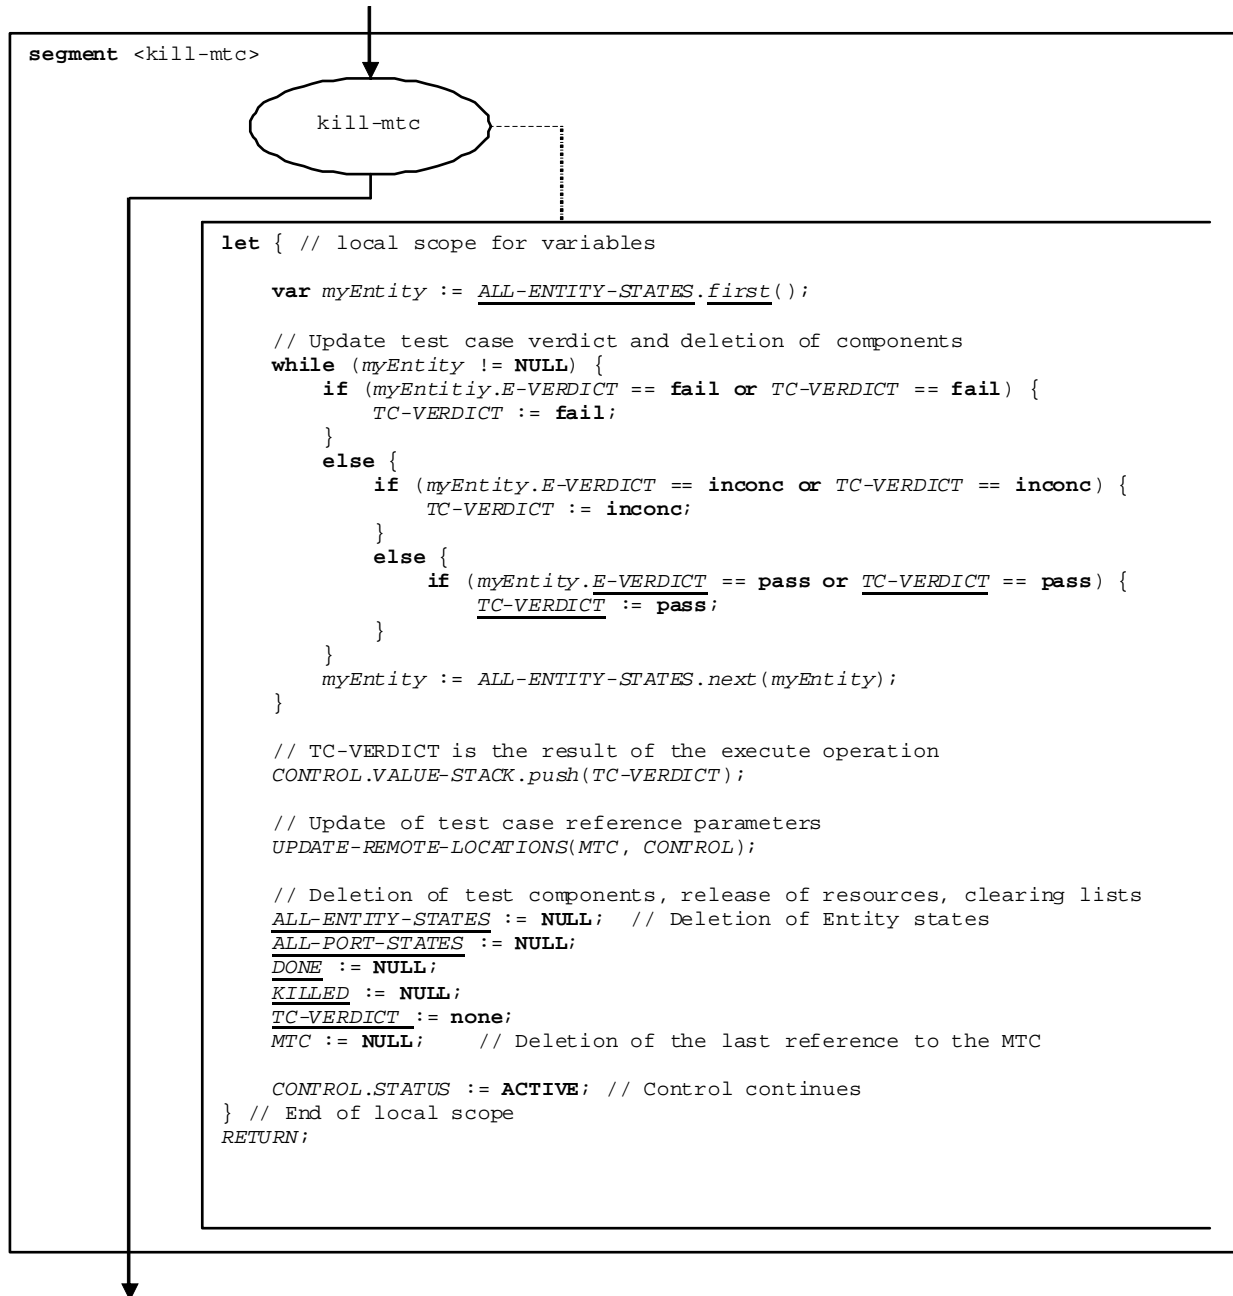 segment <kill-mtc>
kill-mtc
let { // local scope for variables
var myEntity := ALL-ENTITY-STATES.first();
// Update test case verdict and deletion of components
while (myEntity != NULL) {
if (myEntitiy.E-VERDICT == fail or TC-VERDICT == fail) {
TC-VERDICT := fail;
}
else {
if (myEntity.E-VERDICT == inconc or TC-VERDICT == inconc) {
TC-VERDICT := inconc;
}
else {
if (myEntity.E-VERDICT == pass or TC-VERDICT == pass) {
TC-VERDICT := pass;
}
}
myEntity := ALL-ENTITY-STATES.next(myEntity);
}
// TC-VERDICT is the result of the execute operation
CONTROL.VALUE-STACK.push(TC-VERDICT);
// Update of test case reference parameters
UPDATE-REMOTE-LOCATIONS(MTC, CONTROL);
// Deletion of test components, release of resources, clearing lists
ALL-ENTITY-STATES := NULL; // Deletion of Entity states
ALL-PORT-STATES := NULL;
DONE := NULL;
KILLED := NULL;
TC-VERDICT := none;
MTC := NULL; // Deletion of the last reference to the MTC
CONTROL.STATUS := ACTIVE; // Control continues
} // End of local scope
RETURN;